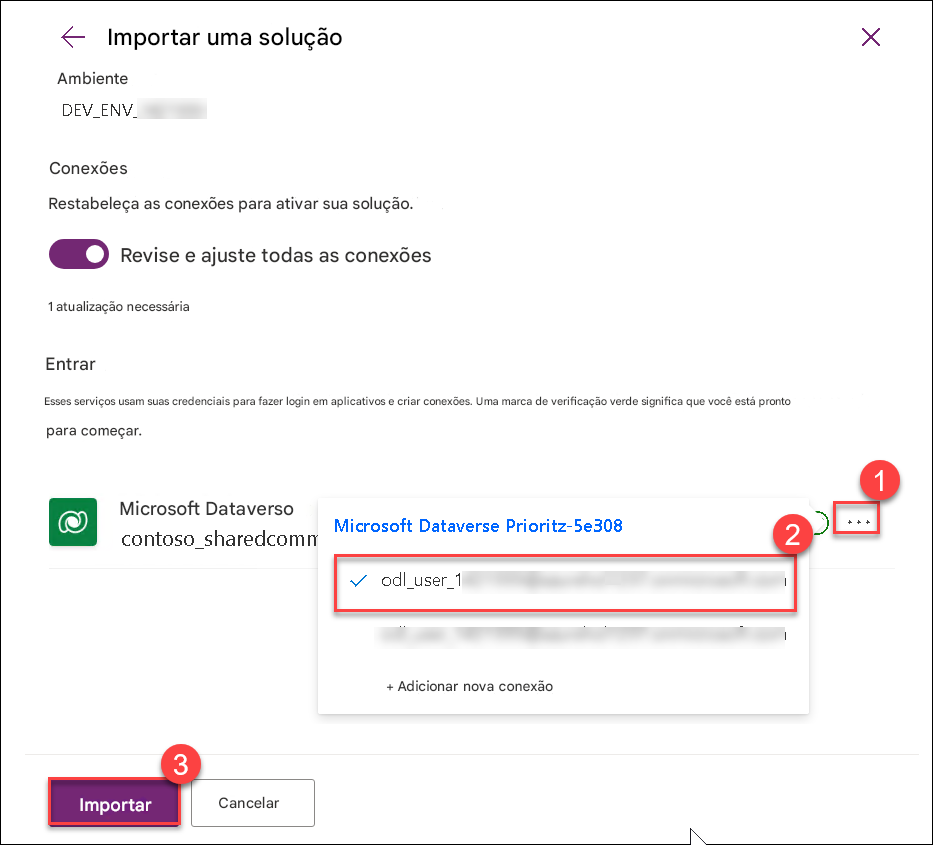 Importar uma solução
Ambiente
DEV_ENV_
Conexões
Restabeleça as conexões para ativar sua solução.
Revise e ajuste todas as conexões
1 atualização necessária
Entrar
Esses serviços usam suas credenciais para fazer login em aplicativos e criar conexões. Uma marca de verificação verde significa que você está pronto
para começar.
1
Microsoft Dataverso
contoso_sharedcomm
...
Microsoft Dataverse Prioritz-5e308
2
odl_user_1
+ Adicionar nova conexão
3
Importar
Cancelar